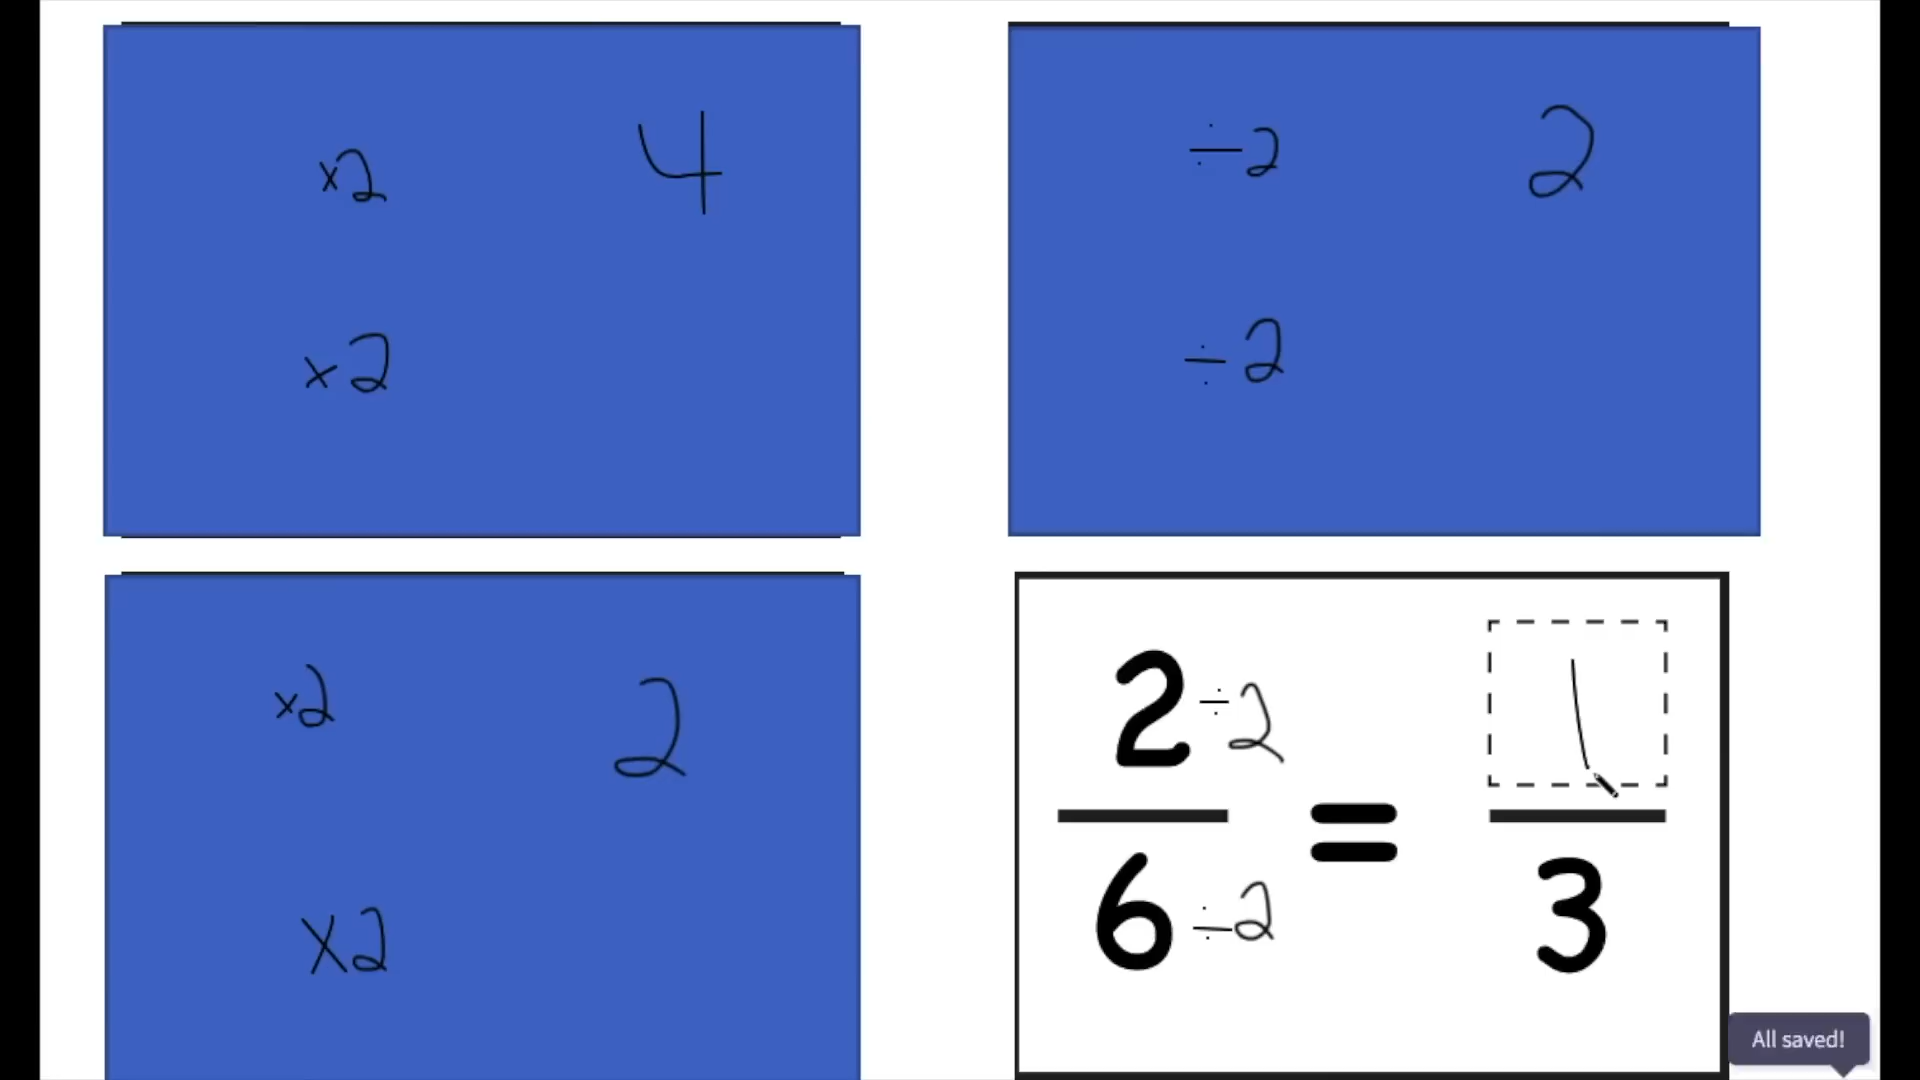 ×2 4
×2
÷2 2
÷2
×2 2
×2
2 ÷2 = 1
6 ÷2 3
All saved!